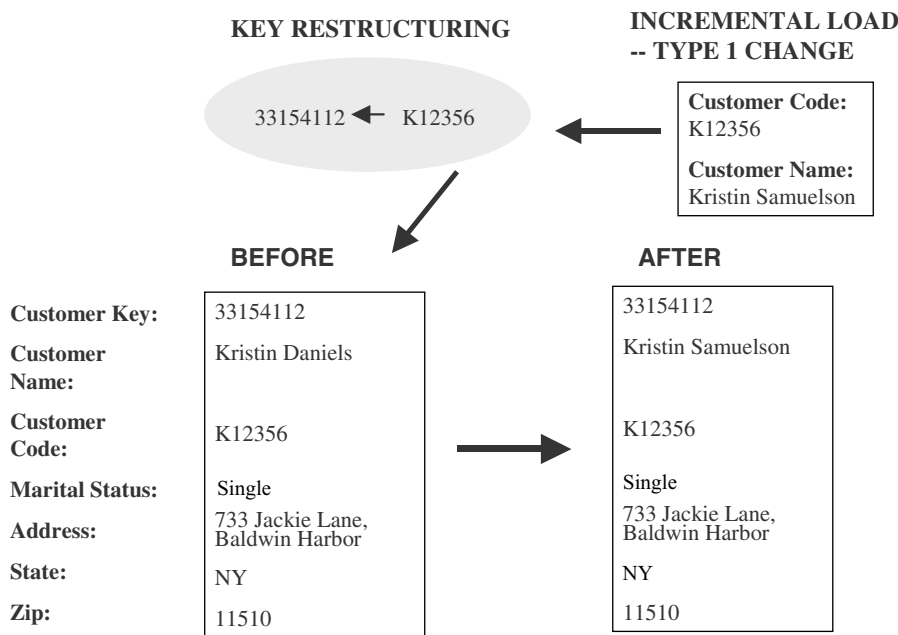 KEY RESTRUCTURING
INCREMENTAL LOAD
-- TYPE 1 CHANGE
33154112
K12356
Customer Code:
K12356
Customer Name:
Kristin Samuelson
BEFORE
AFTER
Customer Key:
33154112
33154112
Customer
Name:
Kristin Daniels
Kristin Samuelson
Customer
Code:
K12356
K12356
Marital Status:
Single
Single
Address:
733 Jackie Lane,
Baldwin Harbor
733 Jackie Lane,
Baldwin Harbor
State:
NY
NY
Zip:
11510
11510